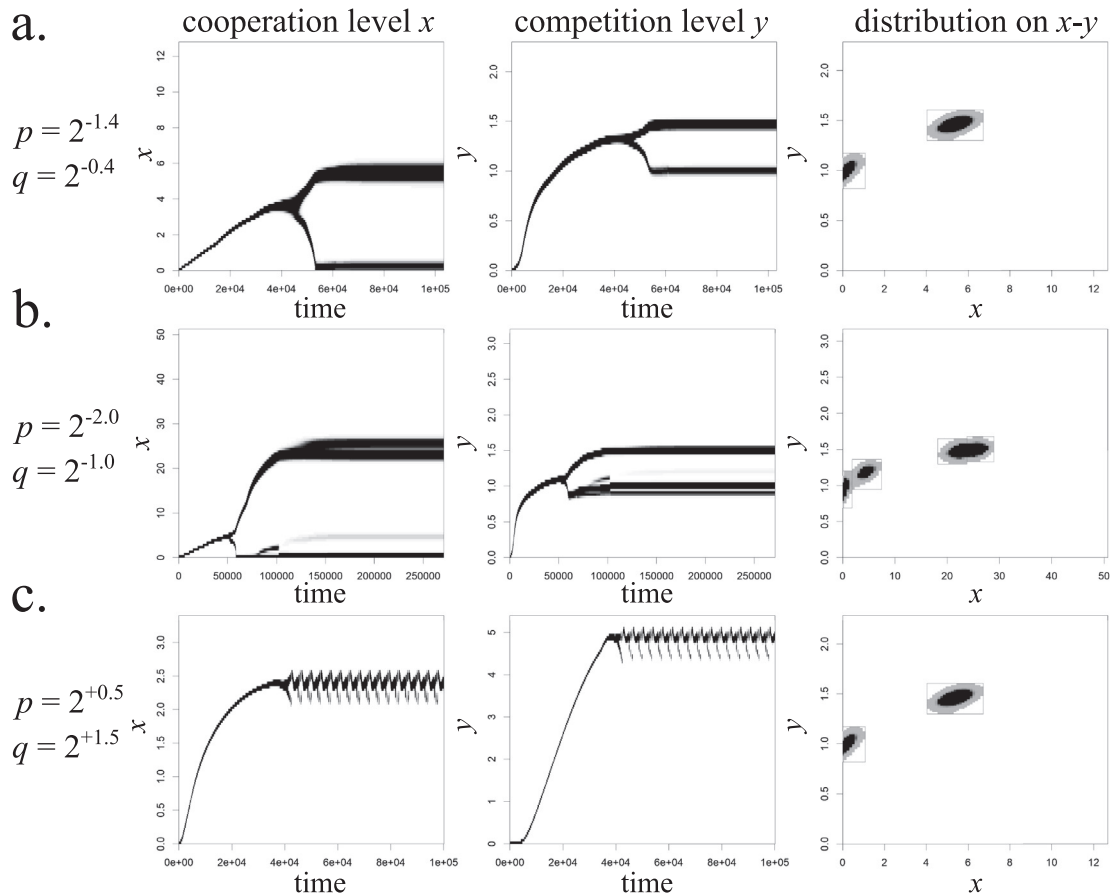 a.
cooperation level x
competition level y
distribution on x-y
p = 2^-1.4
q = 2^-0.4
x
0 2 4 6 8 10 12
0e+00 2e+04 4e+04 6e+04 8e+04 1e+05
time
y
0.0 0.5 1.0 1.5 2.0
0e+00 2e+04 4e+04 6e+04 8e+04 1e+05
time
y
0.0 0.5 1.0 1.5 2.0
0 2 4 6 8 10 12
x
b.
p = 2^-2.0
q = 2^-1.0
x
0 10 20 30 40 50
0 50000 100000 150000 200000 250000
time
y
0.0 0.5 1.0 1.5 2.0 2.5 3.0
0 50000 100000 150000 200000 250000
time
y
0.0 0.5 1.0 1.5 2.0 2.5 3.0
0 10 20 30 40 50
x
c.
p = 2^+0.5
q = 2^+1.5
x
0.0 0.5 1.0 1.5 2.0 2.5 3.0
0e+00 2e+04 4e+04 6e+04 8e+04 1e+05
time
y
0 1 2 3 4 5
0e+00 2e+04 4e+04 6e+04 8e+04 1e+05
time
y
0.0 0.5 1.0 1.5 2.0
0 2 4 6 8 10 12
x